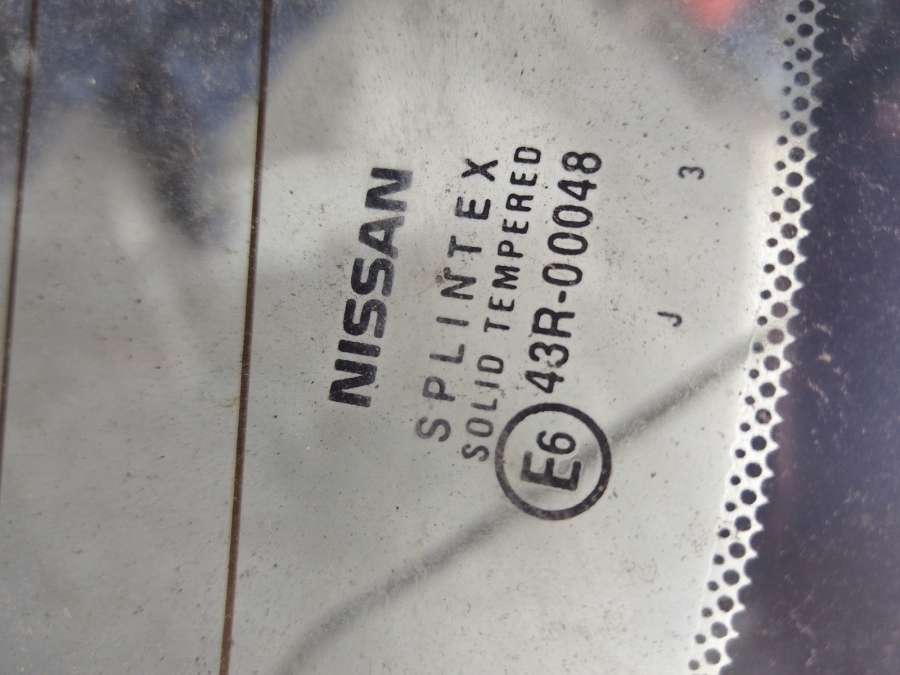 NISSAN
SPLINTEX
SOLID TEMPERED
E6 43R-00048
J 3